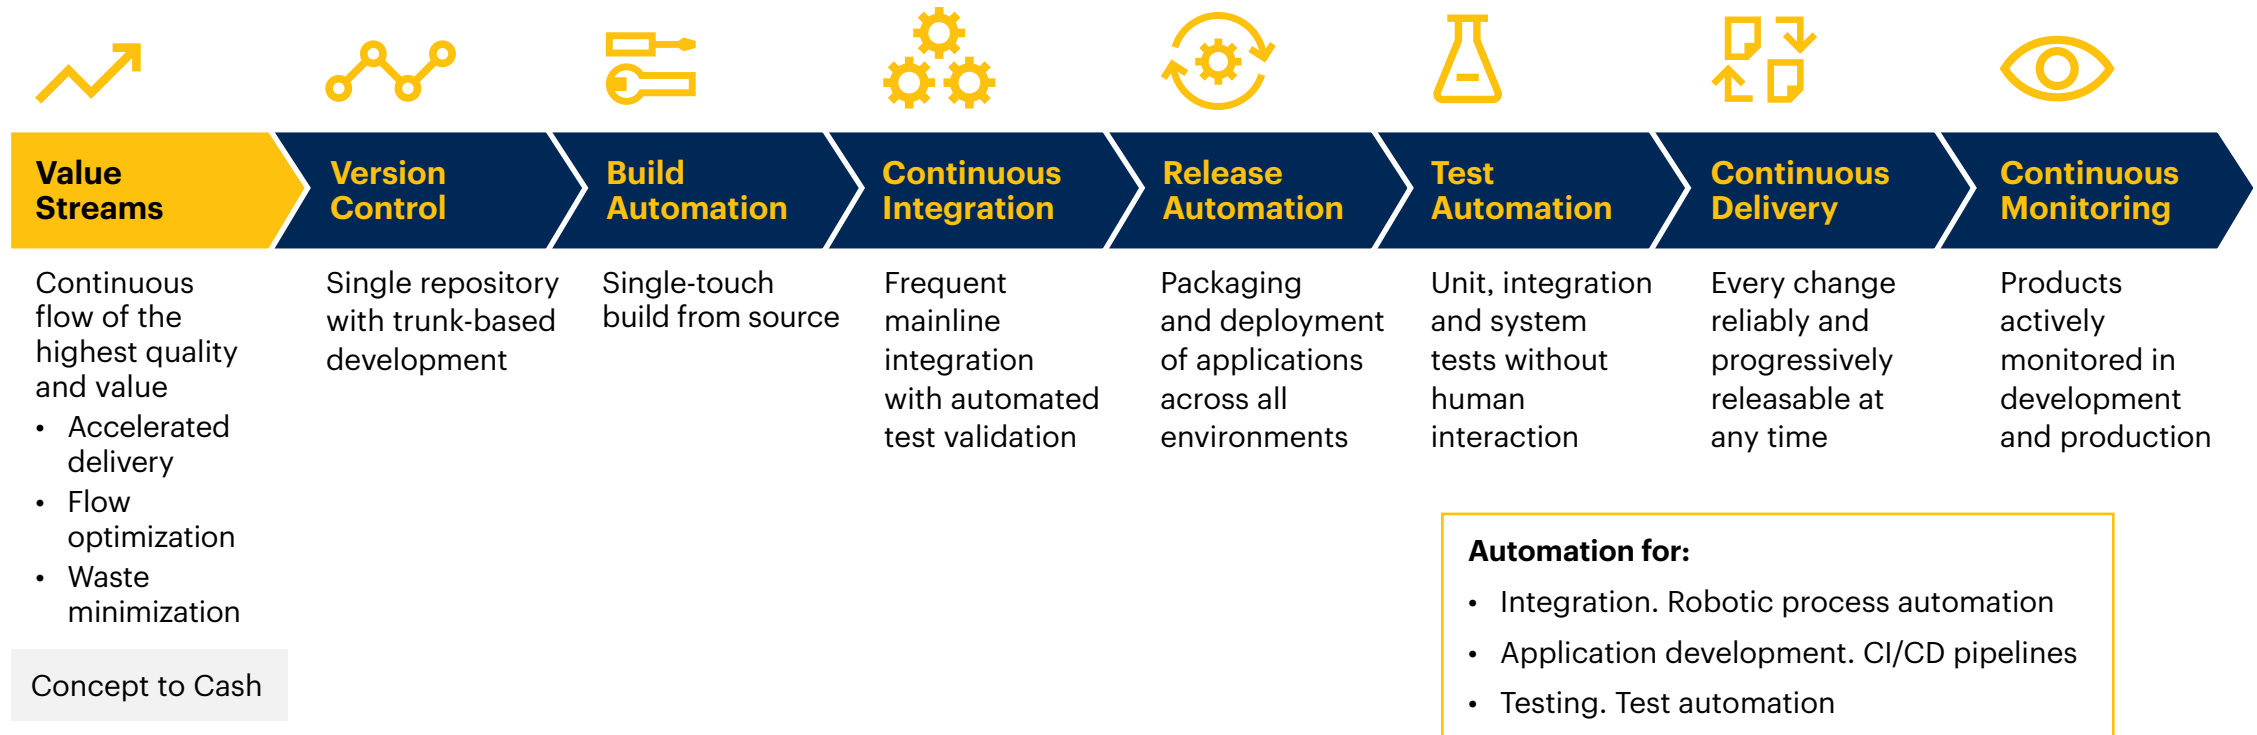 Value
Streams
Version
Control
Build
Automation
Continuous
Integration
Release
Automation
Test
Automation
Continuous
Delivery
Continuous
Monitoring
Continuous
flow of the
highest quality
and value
• Accelerated
delivery
• Flow
optimization
• Waste
minimization
Concept to Cash
Single repository
with trunk-based
development
Single-touch
build from source
Frequent
mainline
integration
with automated
test validation
Packaging
and deployment
of applications
across all
environments
Unit, integration
and system
tests without
human
interaction
Every change
reliably and
progressively
releasable at
any time
Products
actively
monitored in
development
and production
Automation for:
• Integration. Robotic process automation
• Application development. CI/CD pipelines
• Testing. Test automation